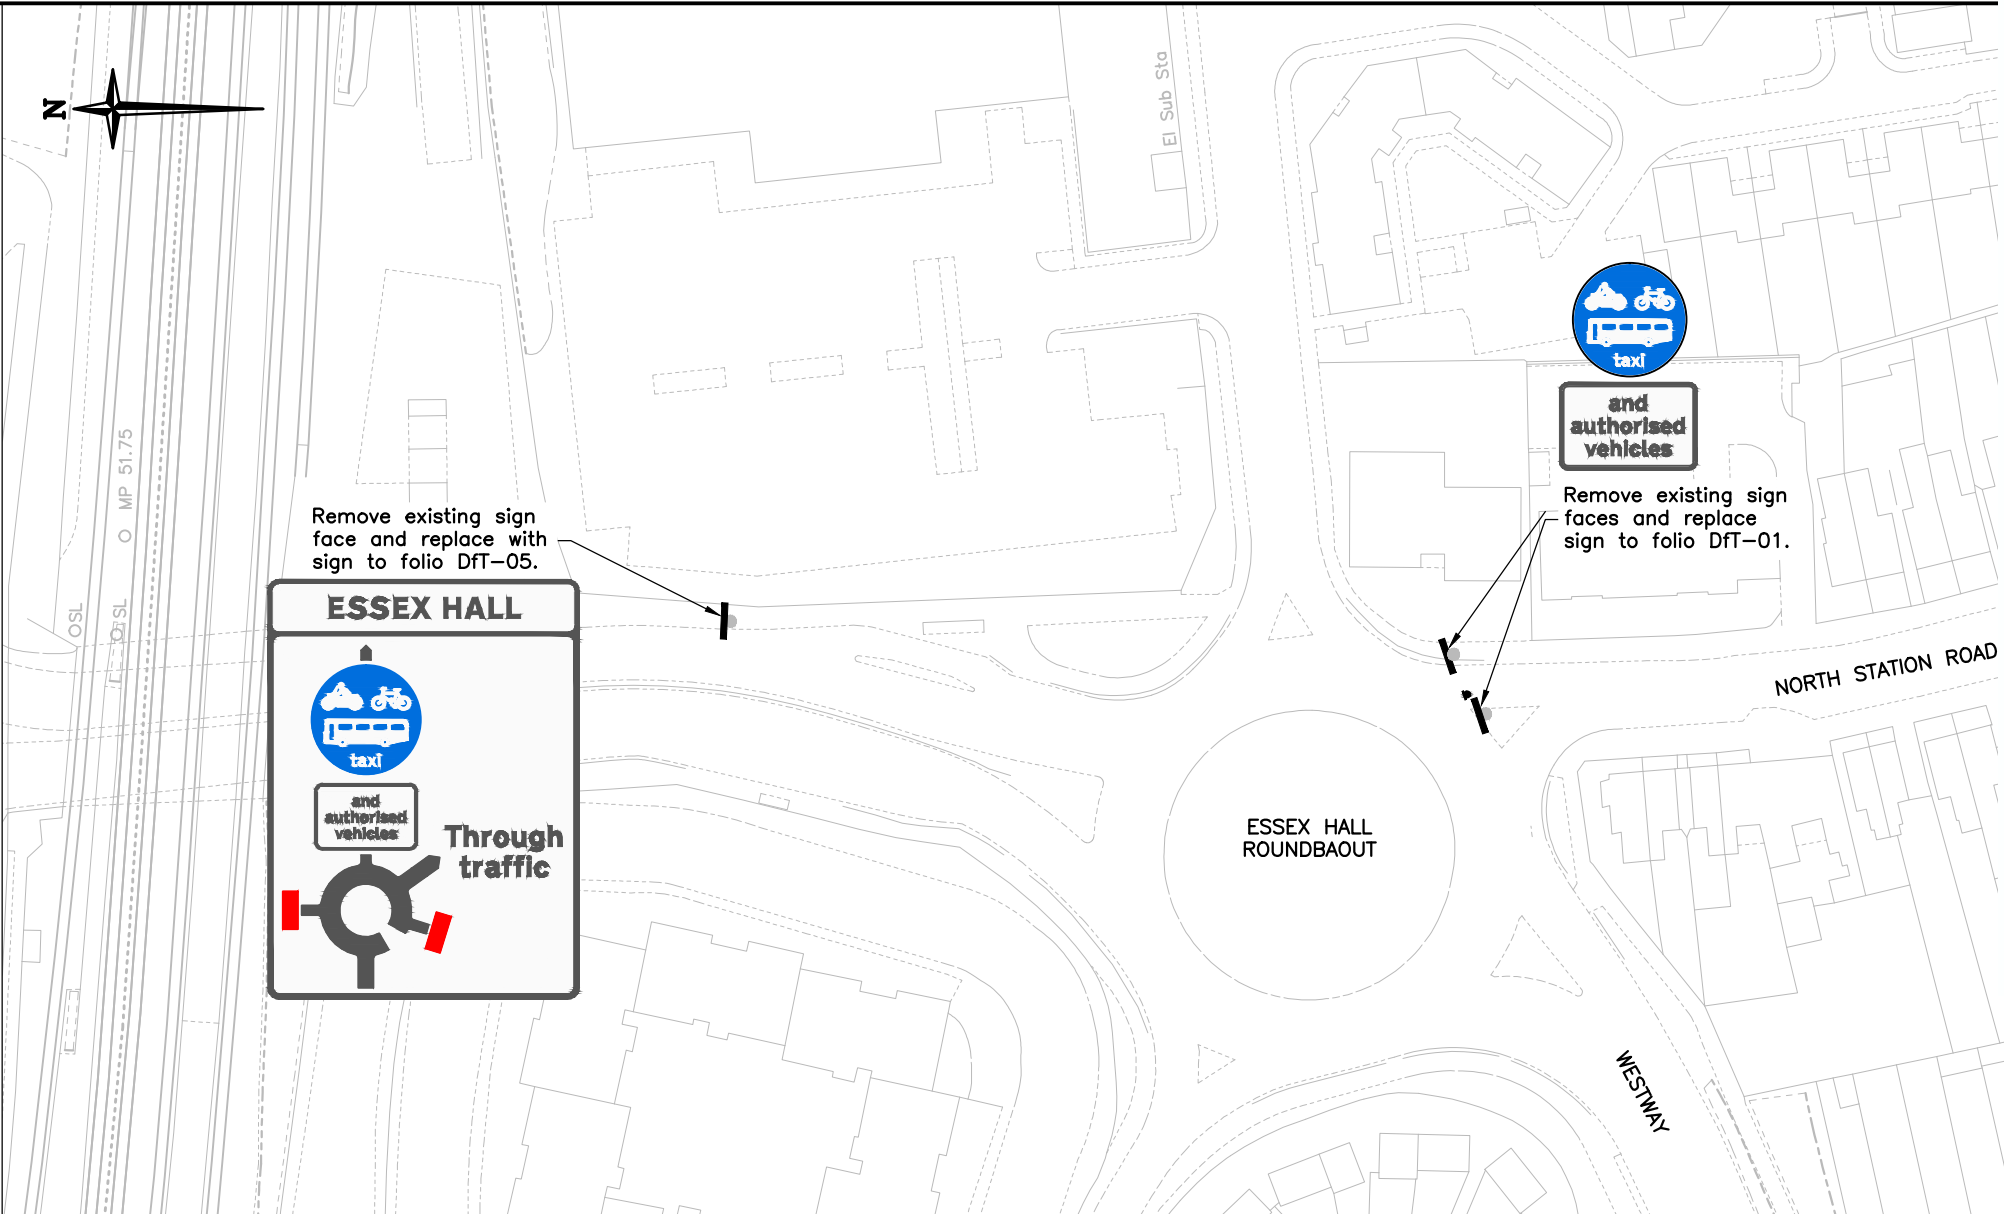 N
El Sub Sta
taxi
and
authorised
vehicles
MP 51.75
Remove existing sign
face and replace with
sign to folio DfT-05.
Remove existing sign
faces and replace
sign to folio DfT-01.
OSL
OSL
ESSEX HALL
taxi
and
authorised
vehicles
Through
traffic
NORTH STATION ROAD
ESSEX HALL
ROUNDBAOUT
WESTWAY